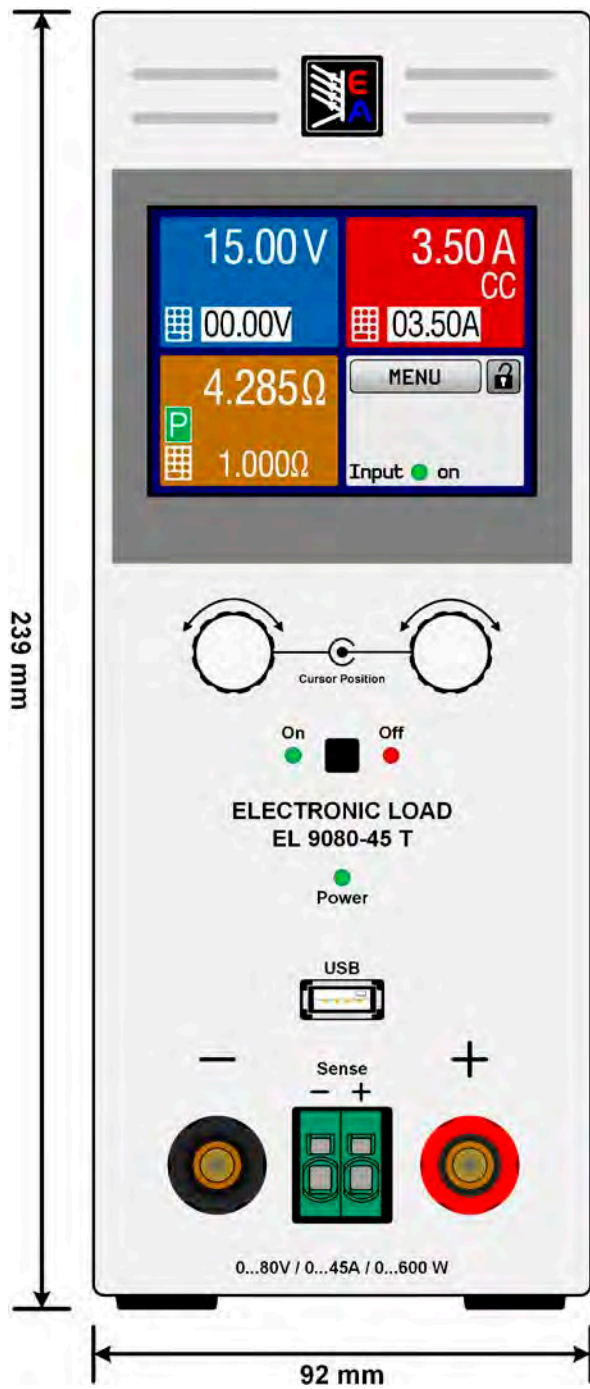 EA
15.00V
3.50A
CC
00.00V
03.50A
4.285Ω
MENU
P
1.000Ω
Input on
239 mm
Cursor Position
On
Off
ELECTRONIC LOAD
EL 9080-45 T
Power
USB
−
+
Sense
− +
0...80V / 0...45A / 0...600 W
92 mm